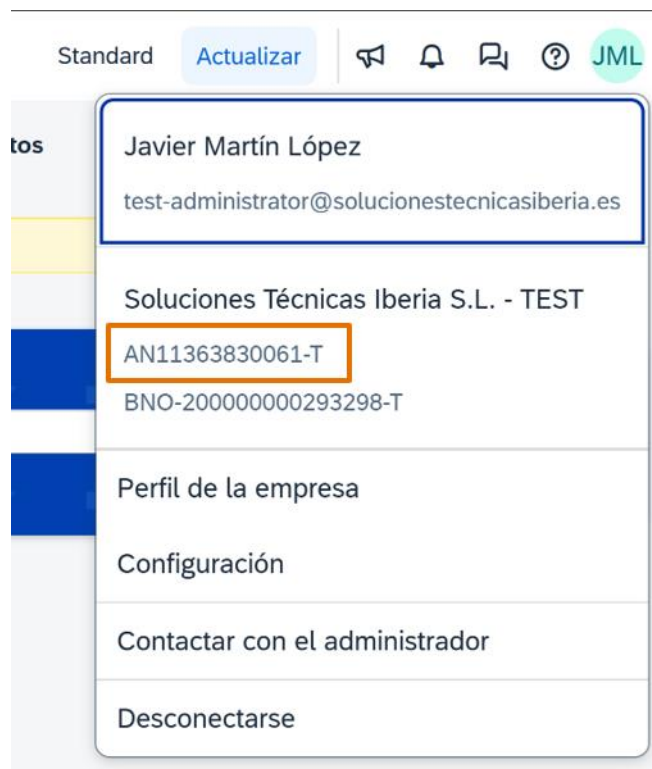 Standard Actualizar JML
tos
Javier Martín López
test-administrator@solucionestecnicasiberia.es
Soluciones Técnicas Iberia S.L. - TEST
AN11363830061-T
BNO-200000000293298-T
Perfil de la empresa
Configuración
Contactar con el administrador
Desconectarse